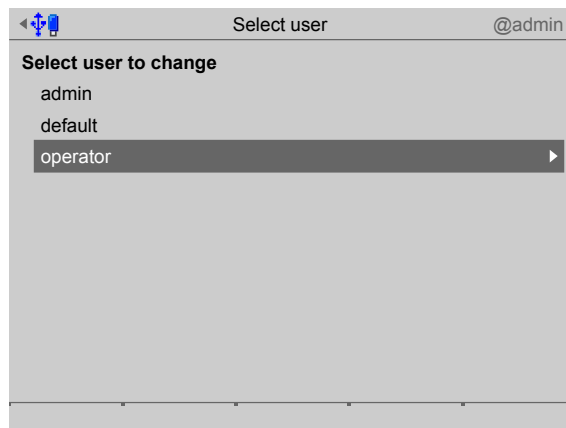 Select user @admin
Select user to change
admin
default
operator